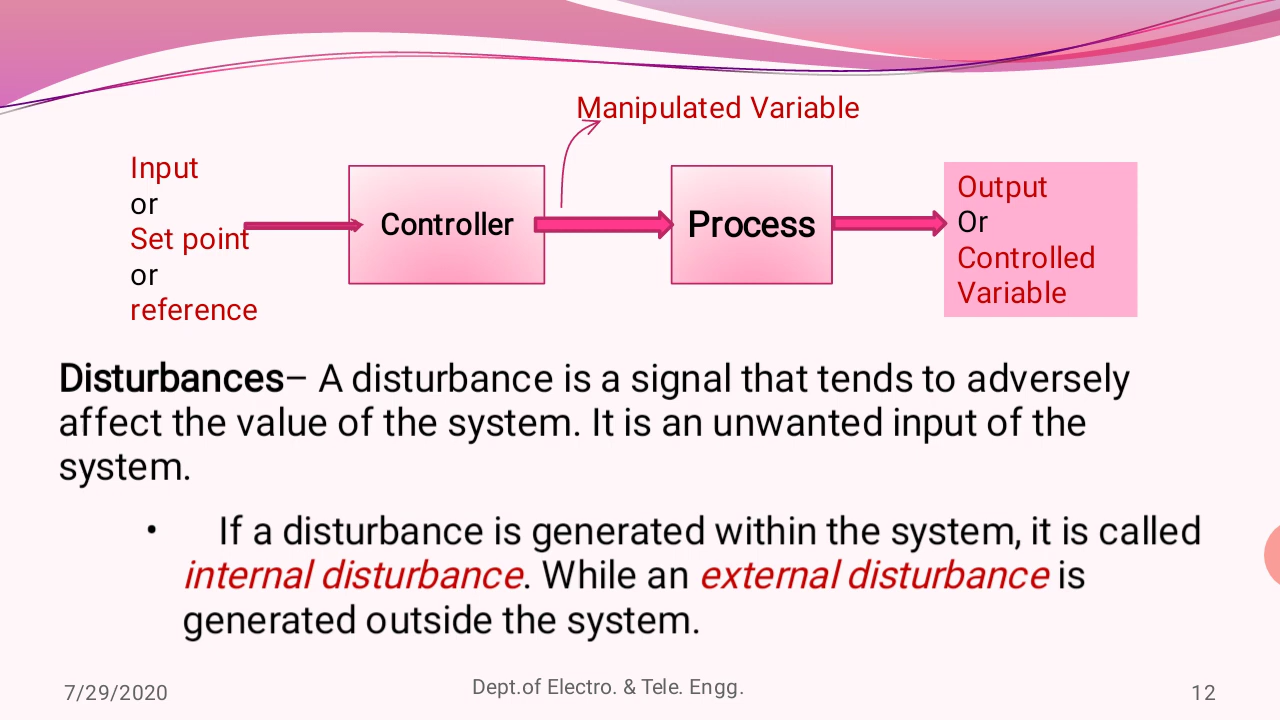 Manipulated Variable
Input
or
Set point
or
reference
Controller
Process
Output
Or
Controlled
Variable
Disturbances– A disturbance is a signal that tends to adversely
affect the value of the system. It is an unwanted input of the
system.
• If a disturbance is generated within the system, it is called
internal disturbance. While an external disturbance is
generated outside the system.
7/29/2020
Dept.of Electro. & Tele. Engg.
12